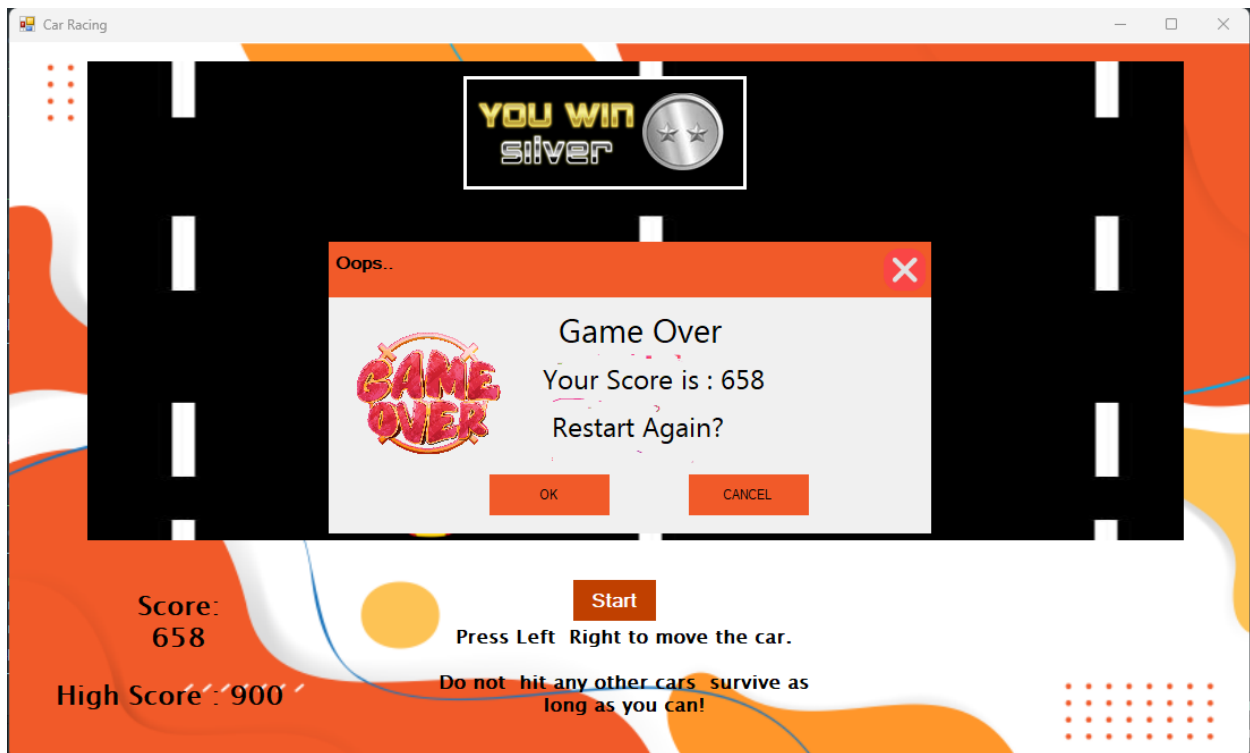 Car Racing
YOU WIN
silver
Oops..
GAME
OVER
Game Over
Your Score is : 658
Restart Again?
OK
CANCEL
Score:
658
High Score : 900
Start
Press Left  Right to move the car.
Do not  hit any other cars  survive as
long as you can!